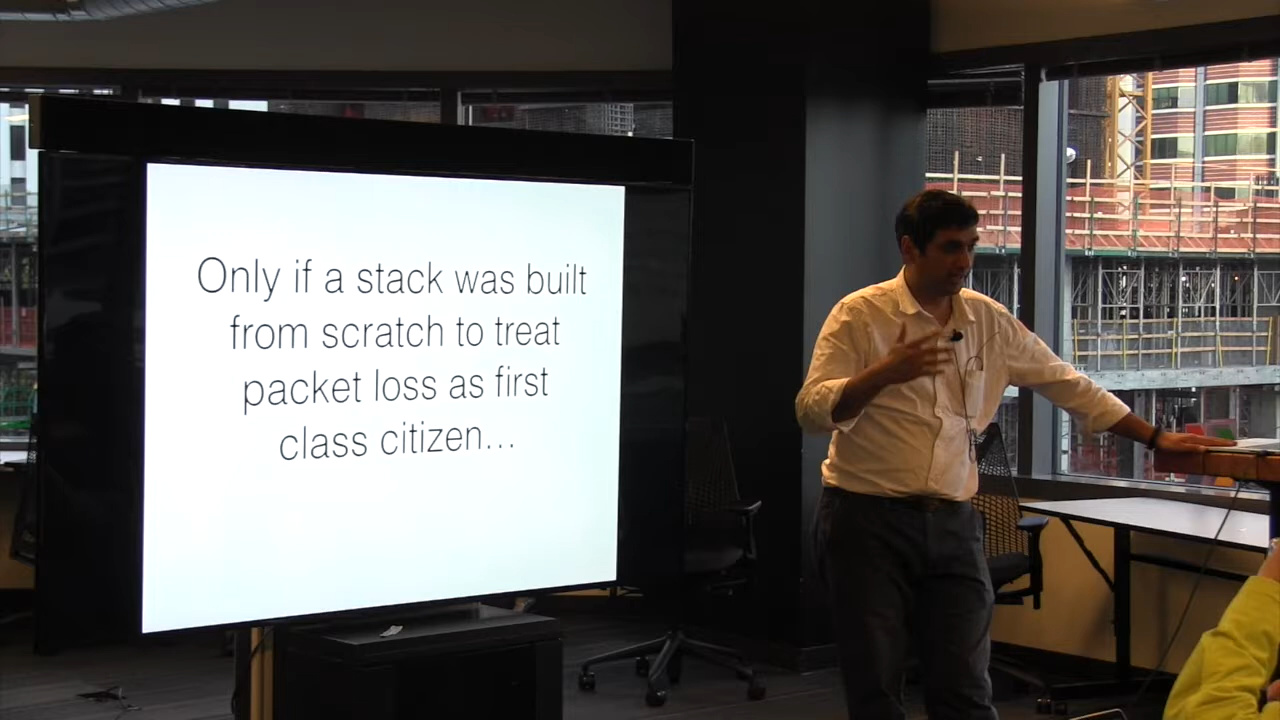 Only if a stack was built
from scratch to treat
packet loss as first
class citizen...